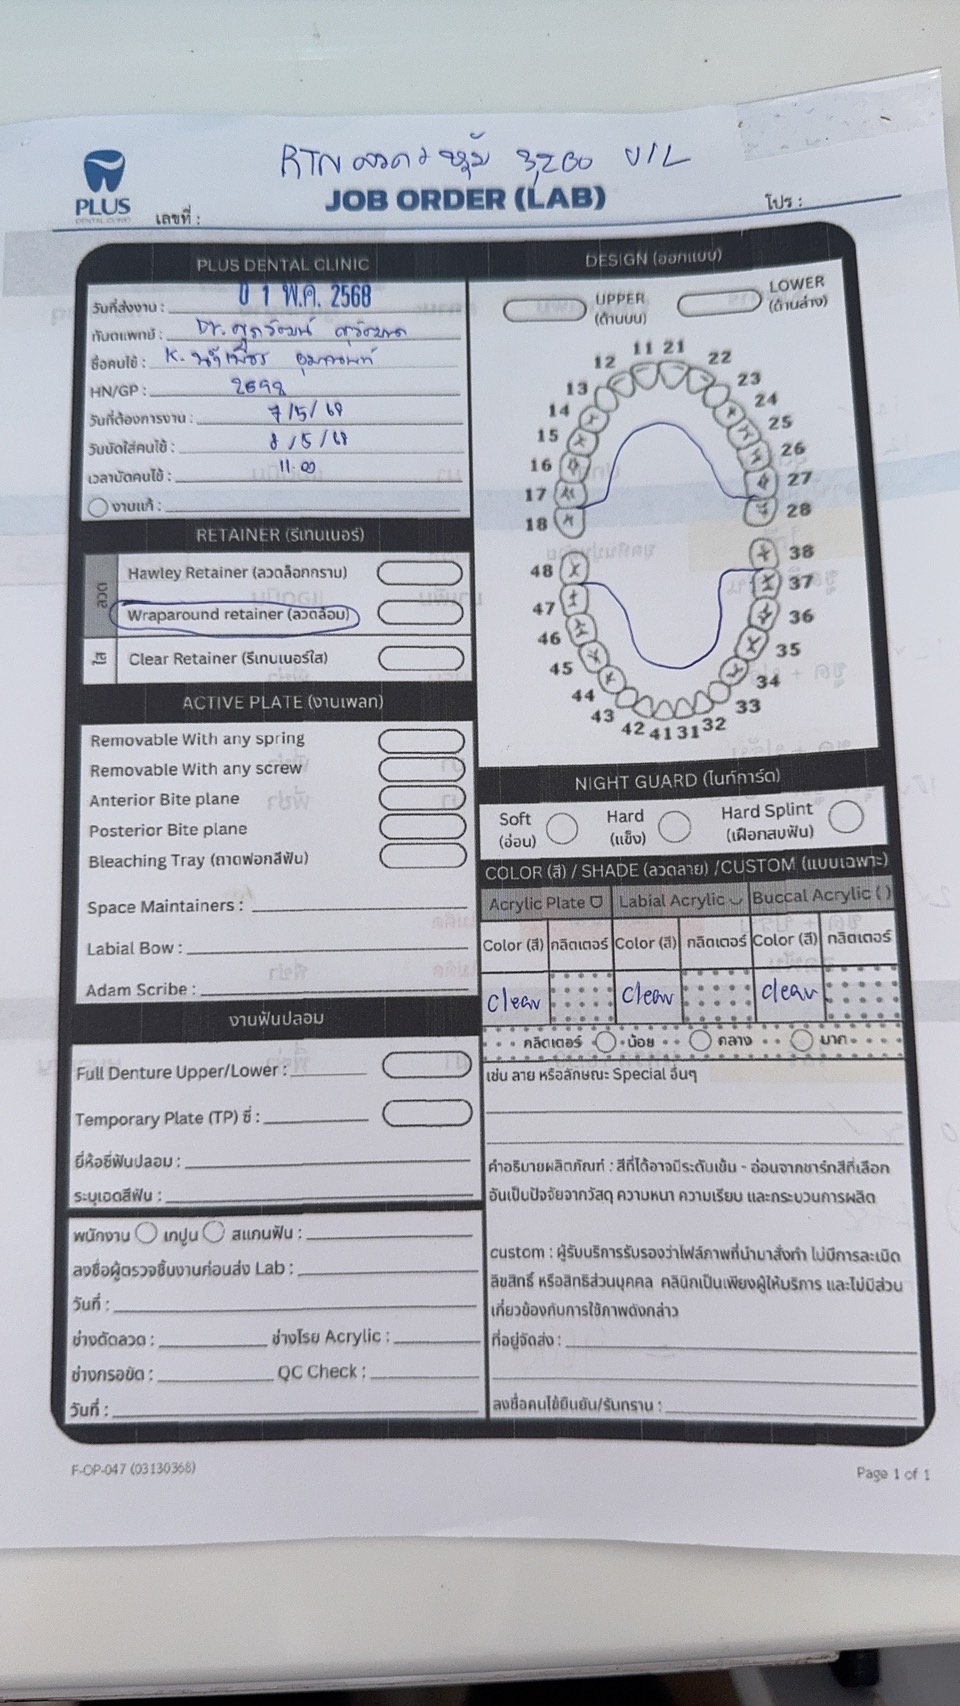 RTN ลวด 2 3,200 U/L
PLUS
DENTAL CLINIC
เลขที่ :
JOB ORDER (LAB)
โปร :
PLUS DENTAL CLINIC
วันที่ส่งงาน : 0 1 พ.ค. 2568
ทันตแพทย์ : Dr.
ชื่อคนไข้ : K.
HN/GP : 2698
วันที่ต้องการงาน : 7/5/68
วันนัดใส่คนไข้ : 8/5/68
เวลานัดคนไข้ : 11.00
งานแก้ :
RETAINER (รีเทนเนอร์)
ลวด
Hawley Retainer (ลวดล็อกกราม)
Wraparound retainer (ลวดล้อม)
ใส
Clear Retainer (รีเทนเนอร์ใส)
ACTIVE PLATE (งานเพลท)
Removable With any spring
Removable With any screw
Anterior Bite plane
Posterior Bite plane
Bleaching Tray (ถาดฟอกสีฟัน)
Space Maintainers :
Labial Bow :
Adam Scribe :
งานฟันปลอม
Full Denture Upper/Lower :
Temporary Plate (TP) ซี่ :
ยี่ห้อซี่ฟันปลอม :
ระบุเฉดสีฟัน :
พนักงาน เทปูน สแกนฟัน :
ลงชื่อผู้ตรวจชิ้นงานก่อนส่ง Lab :
วันที่ :
ช่างดัดลวด : ช่างโรย Acrylic :
ช่างกรอขัด : QC Check :
วันที่ :
DESIGN (ออกแบบ)
UPPER
(ด้านบน)
LOWER
(ด้านล่าง)
11 21
12 22
13 23
14 24
15 25
16 26
17 27
18 28
48 38
47 37
46 36
45 35
44 34
43 33
42 41 31 32
NIGHT GUARD (ไนท์การ์ด)
Soft
(อ่อน)
Hard
(แข็ง)
Hard Splint
(เฝือกสบฟัน)
COLOR (สี) / SHADE (ลวดลาย) /CUSTOM (แบบเฉพาะ)
Acrylic Plate Labial Acrylic Buccal Acrylic ( )
Color (สี) กลิตเตอร์ Color (สี) กลิตเตอร์ Color (สี) กลิตเตอร์
clear clear clear
กลิตเตอร์ น้อย กลาง มาก
เช่น ลาย หรือลักษณะ Special อื่นๆ
คำอธิบายผลิตภัณฑ์ : สีที่ได้อาจมีระดับเข้ม - อ่อนจากชาร์ทสีที่เลือก
อันเป็นปัจจัยจากวัสดุ ความหนา ความเรียบ และกระบวนการผลิต
custom : ผู้รับบริการรับรองว่าไฟล์ภาพที่นำมาสั่งทำ ไม่มีการละเมิด
ลิขสิทธิ์ หรือสิทธิส่วนบุคคล คลินิกเป็นเพียงผู้ให้บริการ และไม่มีส่วน
เกี่ยวข้องกับการใช้ภาพดังกล่าว
ที่อยู่จัดส่ง :
ลงชื่อคนไข้ยืนยัน/รับทราบ :
F-OP-047 (03130368)
Page 1 of 1